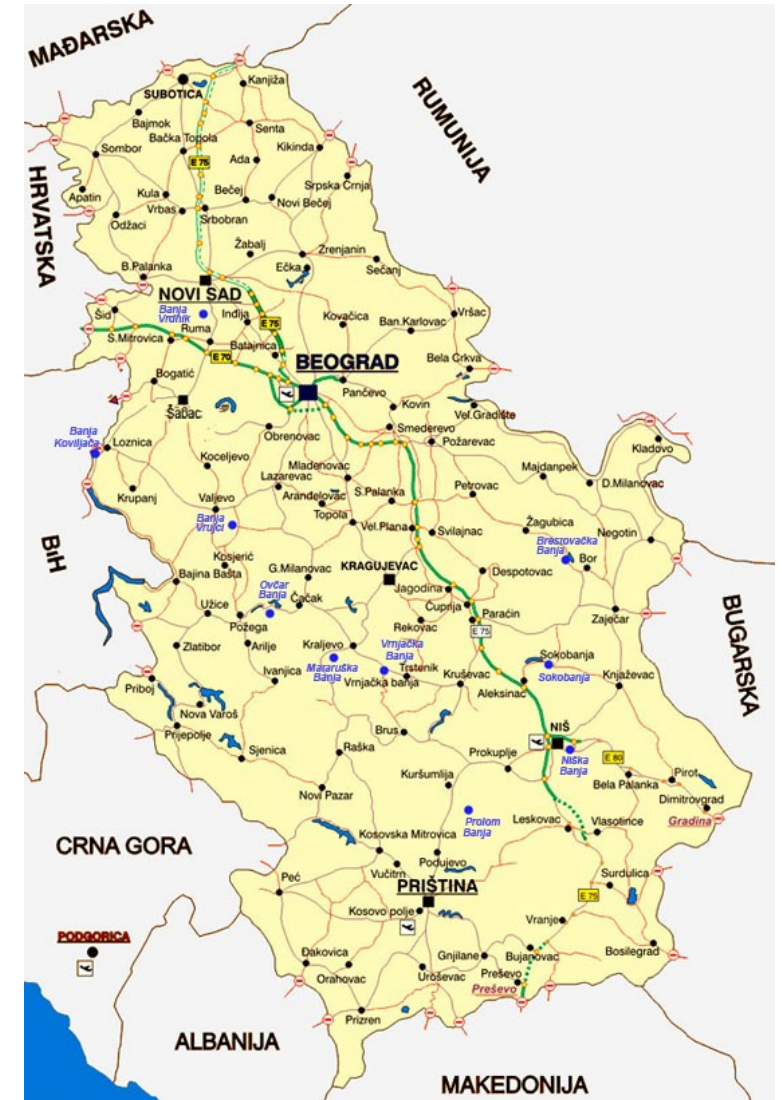 MAĐARSKA
RUMUNIJA
HRVATSKA
SUBOTICA
Kanjiža
Bajmok
Senta
Bačka Topola
Kikinda
Sombor
Ada
E 75
Srpska Crnja
Apatin
Kula
Bečej
Novi Bečej
Vrbas
Srbobran
Odžaci
Žabalj
Zrenjanin
Sečanj
Ečka
B.Palanka
NOVI SAD
Banja
Vrdnik
Šid
Inđija
E 75
Kovačica
Vršac
Ban.Karlovac
S.Mitrovica
Ruma
Batajnica
E 70
BEOGRAD
Bela Crkva
Bogatić
Pančevo
Šabac
Kovin
Vel.Gradište
Smederevo
Banja
Koviljača
Loznica
Obrenovac
Požarevac
Kladovo
Koceljevo
Mladenovac
Majdanpek
D.Milanovac
Lazarevac
Petrovac
Krupanj
Valjevo
Aranđelovac
S.Palanka
Topola
Banja
Vrujci
Vel.Plana
Svilajnac
Žagubica
Negotin
Brestovačka
Banja
Bor
BiH
Kosjerić
G.Milanovac
KRAGUJEVAC
Despotovac
Bajina Bašta
Ovčar
Banja
Čačak
Jagodina
Užice
Ćuprija
Paraćin
Požega
Rekovac
E 75
Zaječar
BUGARSKA
Zlatibor
Arilje
Kraljevo
Vrnjačka
Banja
Sokobanja
Mataruška
Banja
Trstenik
Sokobanja
Ivanjica
Vrnjačka banja
Kruševac
Knjaževac
Priboj
Aleksinac
Nova Varoš
Prijepolje
Brus
NIŠ
Raška
Sjenica
Prokuplje
Niška
Banja
E 80
Kuršumlija
Bela Palanka
Pirot
Novi Pazar
Dimitrovgrad
Prolom
Banja
Leskovac
Vlasotince
Gradina
CRNA GORA
Kosovska Mitrovica
Podujevo
Vučitrn
Surdulica
Peć
PRIŠTINA
E 75
Kosovo polje
Vranje
PODGORICA
Đakovica
Gnjilane
Bujanovac
Bosilegrad
Orahovac
Uroševac
Preševo
Preševo
Prizren
ALBANIJA
MAKEDONIJA